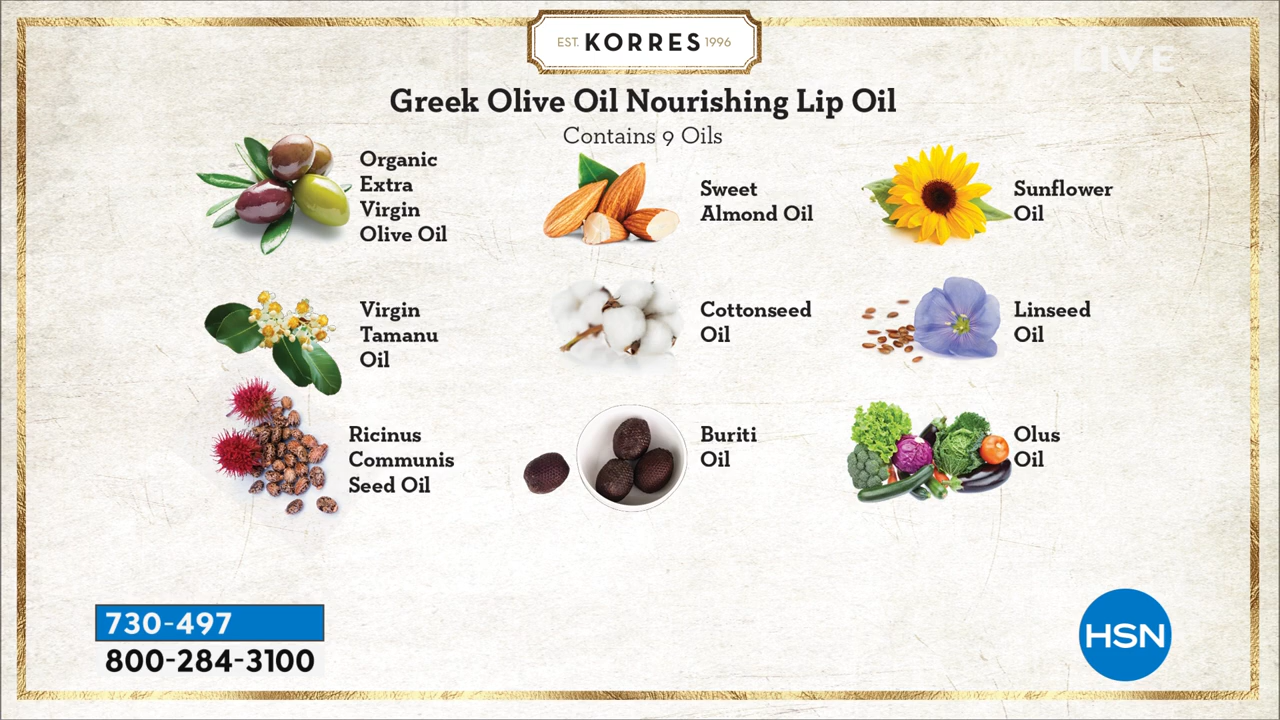 EST. KORRES 1996
LIVE
Greek Olive Oil Nourishing Lip Oil
Contains 9 Oils
Organic
Extra
Virgin
Olive Oil
Sweet
Almond Oil
Sunflower
Oil
Virgin
Tamanu
Oil
Cottonseed
Oil
Linseed
Oil
Ricinus
Communis
Seed Oil
Buriti
Oil
Olus
Oil
730-497
800-284-3100
HSN